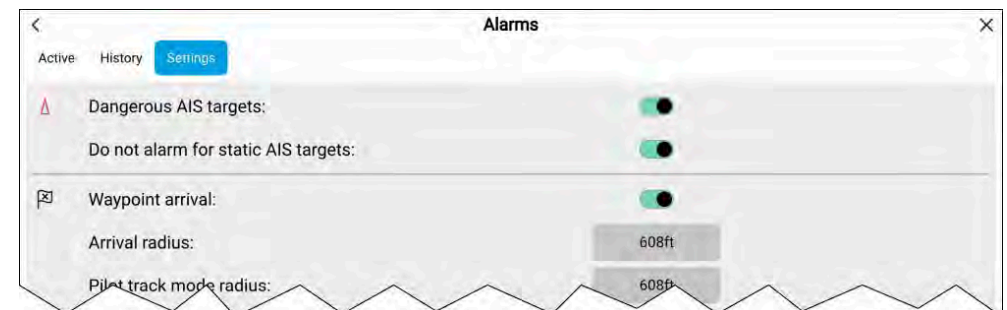 Alarms
Active History Settings
Dangerous AIS targets:
Do not alarm for static AIS targets:
Waypoint arrival:
Arrival radius: 608ft
Pilot track mode radius: 608ft